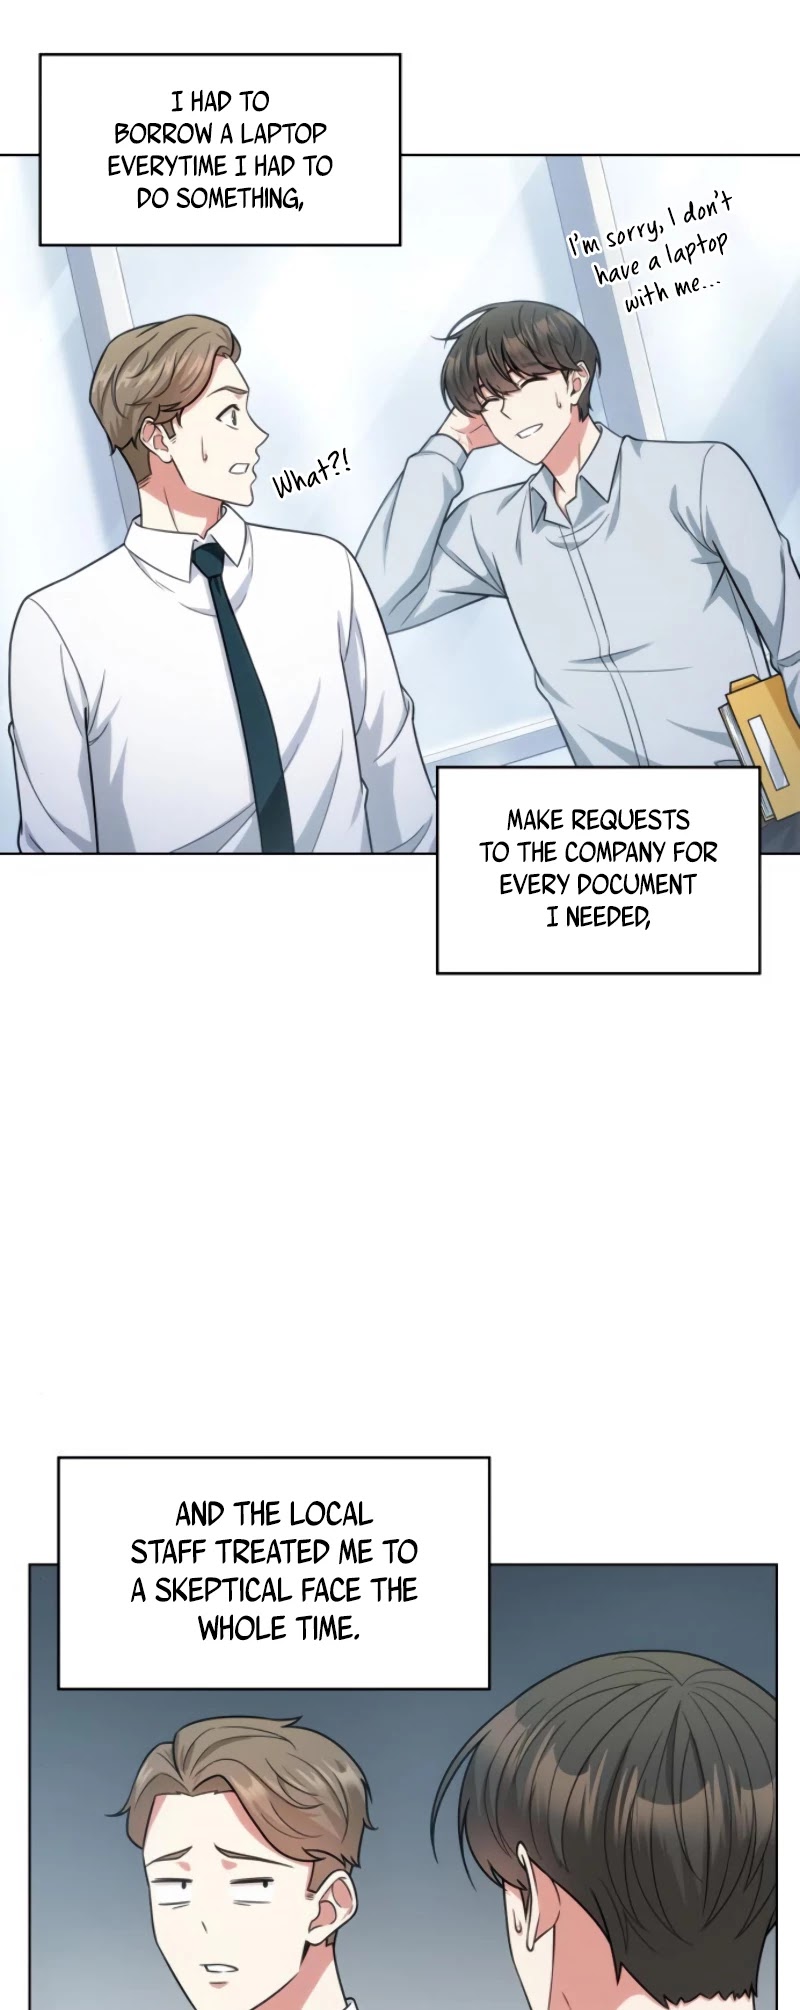 I HAD TO
BORROW A LAPTOP
EVERYTIME I HAD TO
DO SOMETHING,
I'm sorry, I don't
have a laptop
with me...
What?!
MAKE REQUESTS
TO THE COMPANY FOR
EVERY DOCUMENT
I NEEDED,
AND THE LOCAL
STAFF TREATED ME TO
A SKEPTICAL FACE THE
WHOLE TIME.